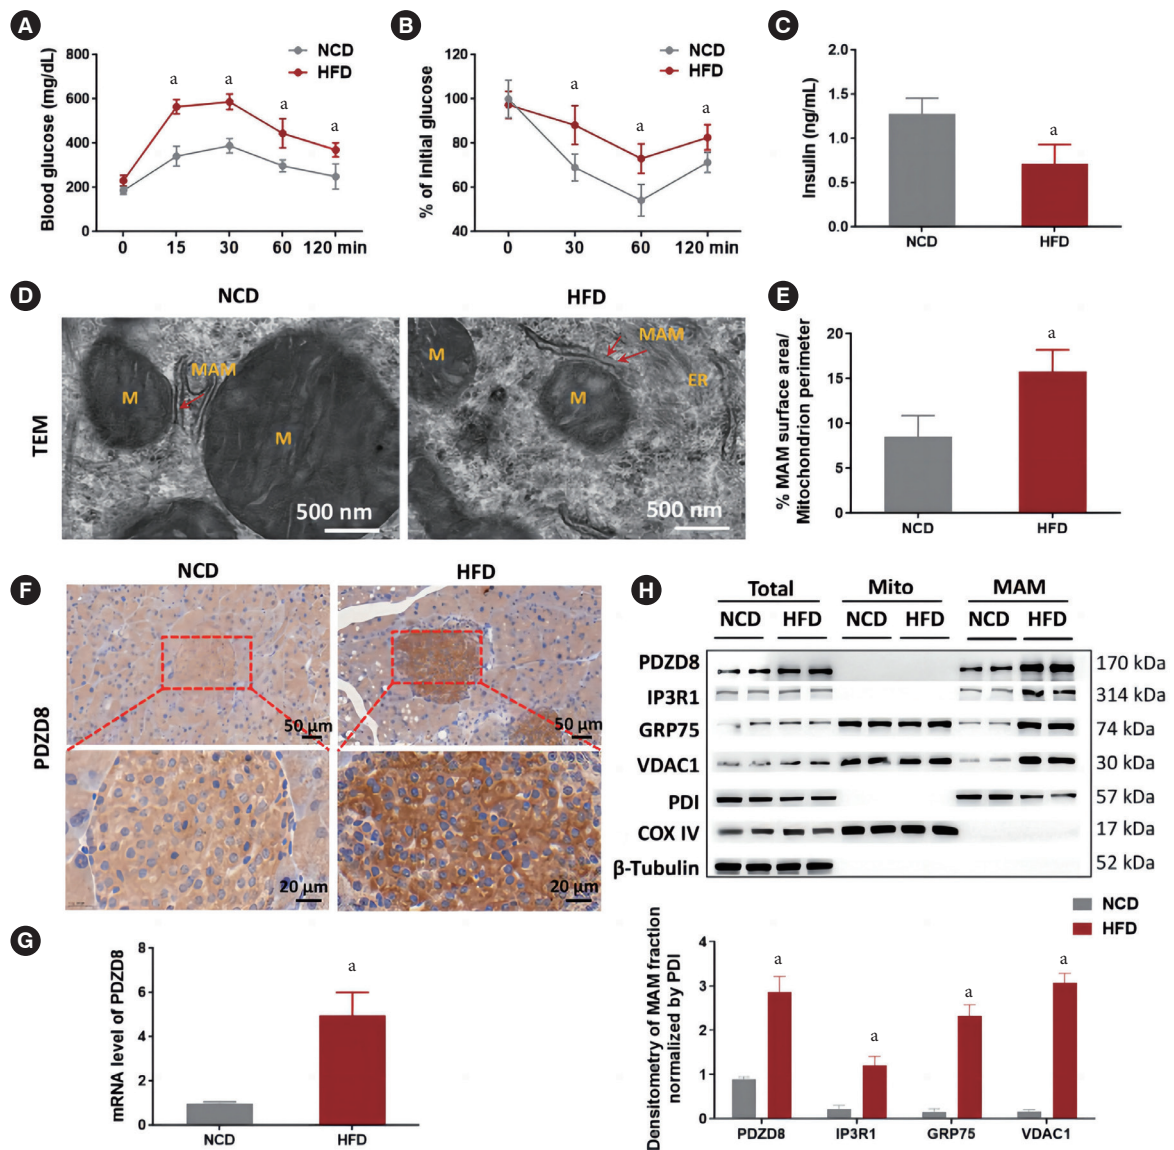 A
Blood glucose (mg/dL)
800
600
400
200
0
a
a
a
a
NCD
HFD
0 15 30 60 120 min
B
% of initial glucose
120
100
80
60
40
a
a
a
NCD
HFD
0 30 60 120 min
C
Insulin (ng/mL)
2.0
1.5
1.0
0.5
0.0
a
NCD HFD
D
NCD HFD
TEM
M
MAM
M
500 nm
M
MAM
ER
M
500 nm
E
% MAM surface area/
Mitochondrion perimeter
20
15
10
5
0
a
NCD HFD
F
NCD HFD
PDZD8
50 μm
50 μm
20 μm
20 μm
G
mRNA level of PDZD8
8
6
4
2
0
a
NCD HFD
H
Total Mito MAM
NCD HFD NCD HFD NCD HFD
PDZD8 170 kDa
IP3R1 314 kDa
GRP75 74 kDa
VDAC1 30 kDa
PDI 57 kDa
COX IV 17 kDa
β-Tubulin 52 kDa
NCD
HFD
Densitometry of MAM fraction
normalized by PDI
4
3
2
1
0
a
a
a
a
PDZD8 IP3R1 GRP75 VDAC1